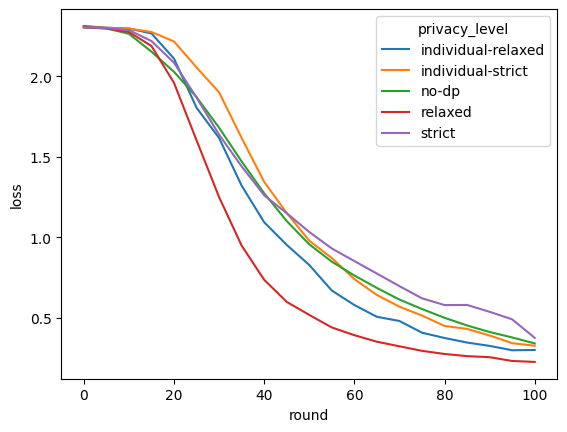 privacy_level
individual-relaxed
individual-strict
no-dp
relaxed
strict
2.0
1.5
1.0
0.5
loss
0 20 40 60 80 100
round